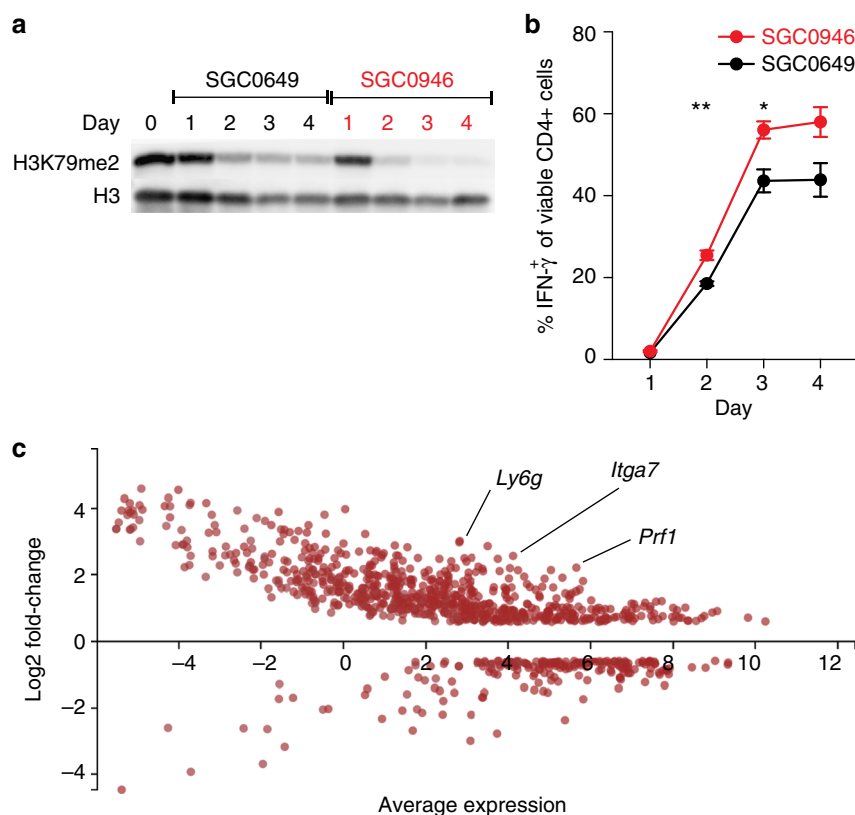 a
SGC0649 SGC0946
Day 0 1 2 3 4 1 2 3 4
H3K79me2
H3
b
SGC0946
SGC0649
% IFN-γ+ of viable CD4+ cells
80
60
40
20
0
** *
1 2 3 4
Day
c
Log2 fold-change
4
2
0
−2
−4
Ly6g
Itga7
Prf1
−4 −2 0 2 4 6 8 10 12
Average expression